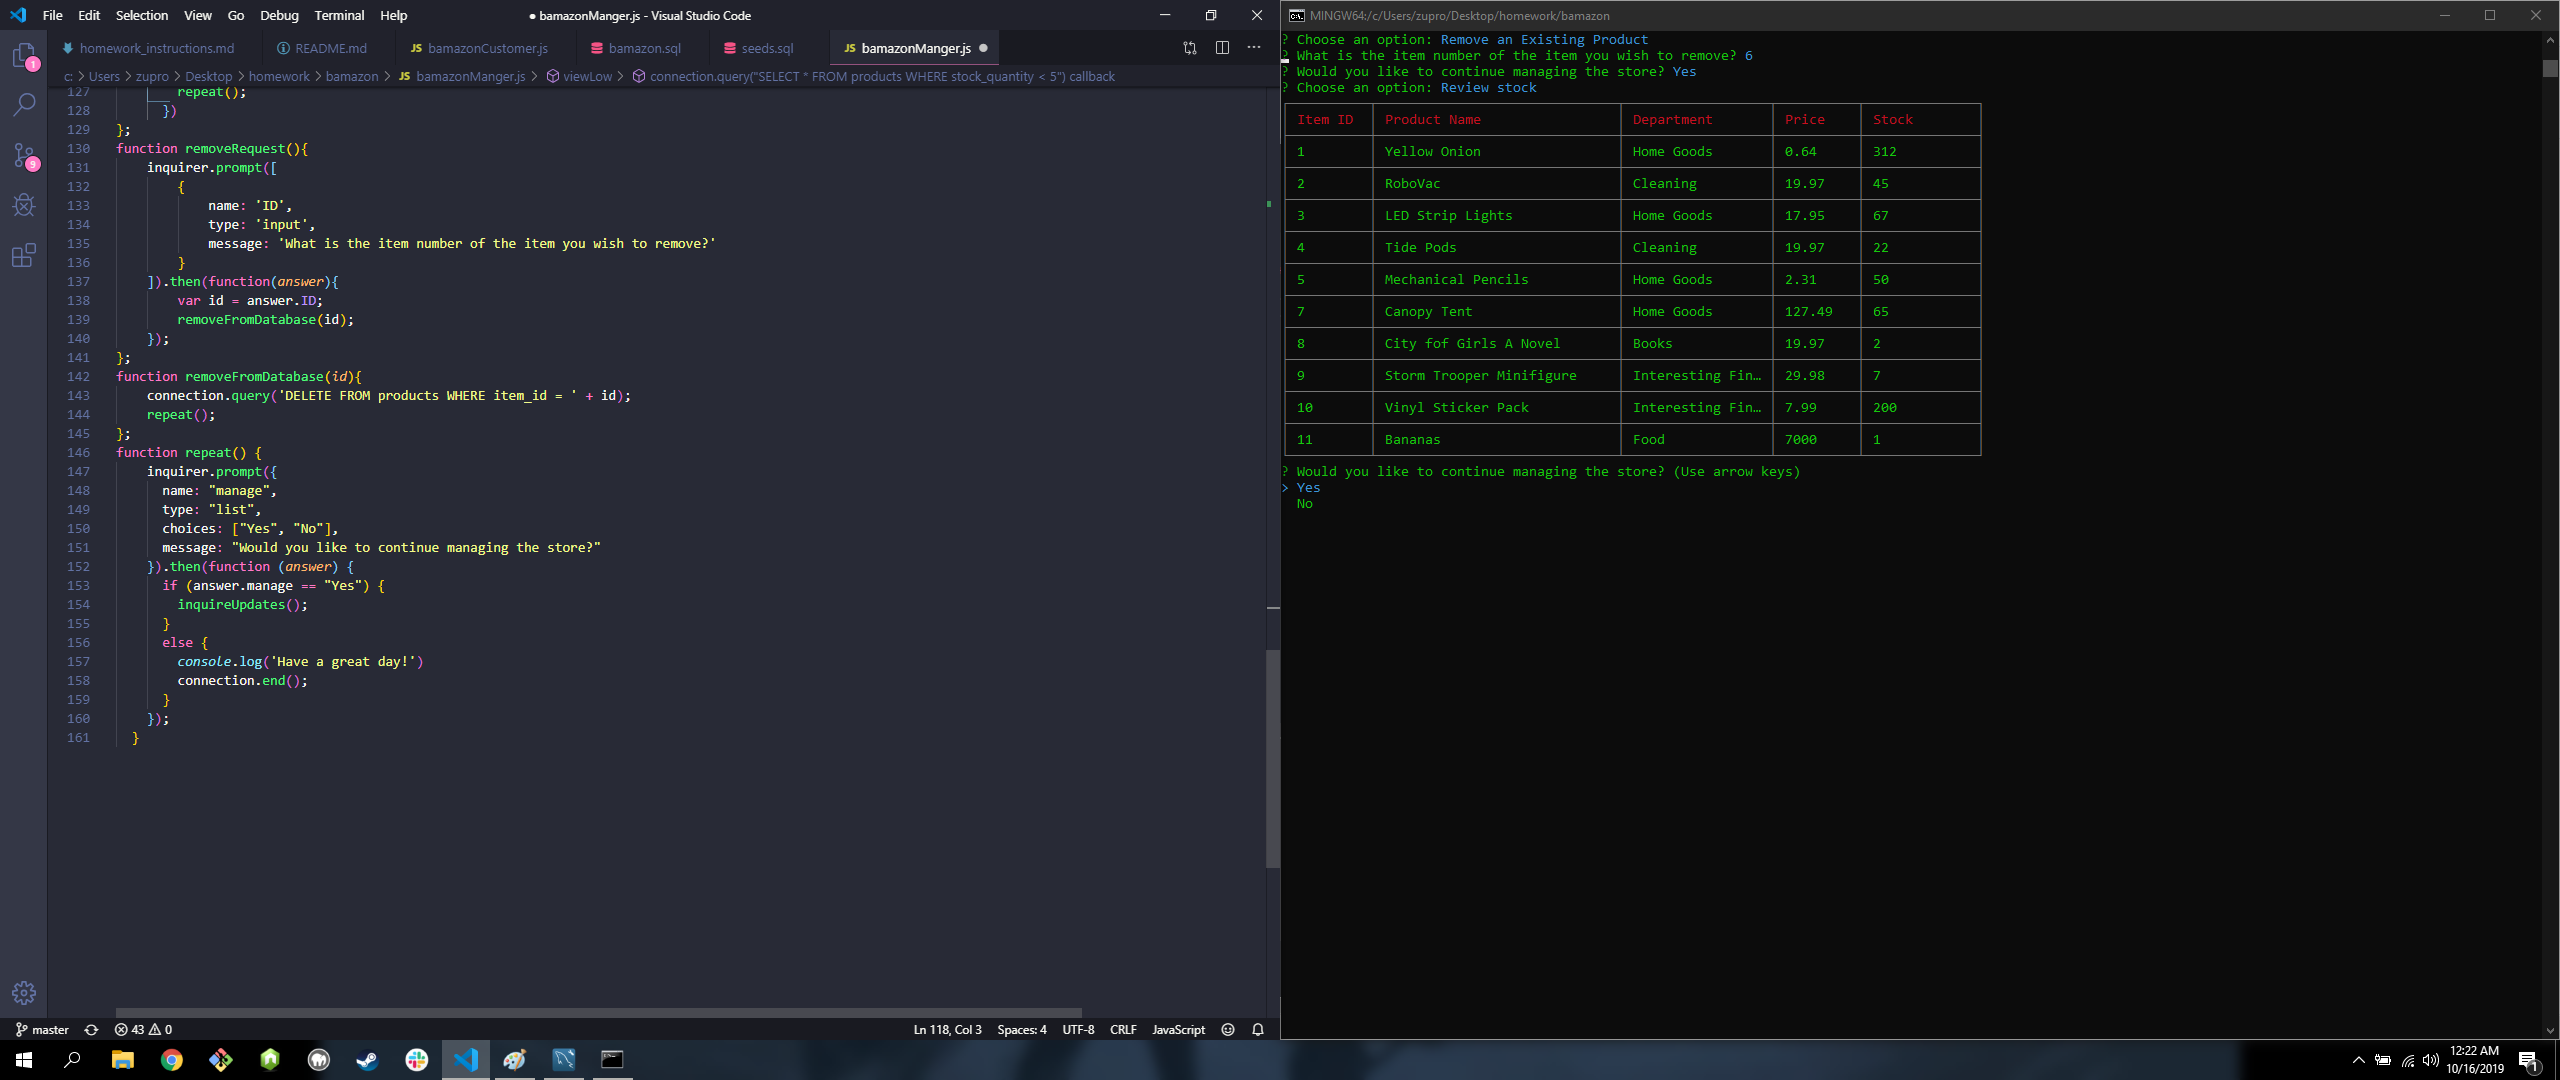 File Edit Selection View Go Debug Terminal Help ● bamazonManger.js - Visual Studio Code
homework_instructions.md README.md JS bamazonCustomer.js bamazon.sql seeds.sql JS bamazonManger.js ●
c: > Users > zupro > Desktop > homework > bamazon > JS bamazonManger.js > viewLow > connection.query("SELECT * FROM products WHERE stock_quantity < 5") callback
127 repeat();
128 })
129 };
130 function removeRequest(){
131 inquirer.prompt([
132 {
133 name: 'ID',
134 type: 'input',
135 message: 'What is the item number of the item you wish to remove?'
136 }
137 ]).then(function(answer){
138 var id = answer.ID;
139 removeFromDatabase(id);
140 });
141 };
142 function removeFromDatabase(id){
143 connection.query('DELETE FROM products WHERE item_id = ' + id);
144 repeat();
145 };
146 function repeat() {
147 inquirer.prompt({
148 name: "manage",
149 type: "list",
150 choices: ["Yes", "No"],
151 message: "Would you like to continue managing the store?"
152 }).then(function (answer) {
153 if (answer.manage == "Yes") {
154 inquireUpdates();
155 }
156 else {
157 console.log('Have a great day!')
158 connection.end();
159 }
160 });
161 }
1
9
master 43 0 Ln 118, Col 3 Spaces: 4 UTF-8 CRLF JavaScript
MINGW64:/c/Users/zupro/Desktop/homework/bamazon
? Choose an option: Remove an Existing Product
? What is the item number of the item you wish to remove? 6
? Would you like to continue managing the store? Yes
? Choose an option: Review stock
Item ID Product Name Department Price Stock
1 Yellow Onion Home Goods 0.64 312
2 RoboVac Cleaning 19.97 45
3 LED Strip Lights Home Goods 17.95 67
4 Tide Pods Cleaning 19.97 22
5 Mechanical Pencils Home Goods 2.31 50
7 Canopy Tent Home Goods 127.49 65
8 City fof Girls A Novel Books 19.97 2
9 Storm Trooper Minifigure Interesting Fin… 29.98 7
10 Vinyl Sticker Pack Interesting Fin… 7.99 200
11 Bananas Food 7000 1
? Would you like to continue managing the store? (Use arrow keys)
> Yes
No
12:22 AM
10/16/2019
1